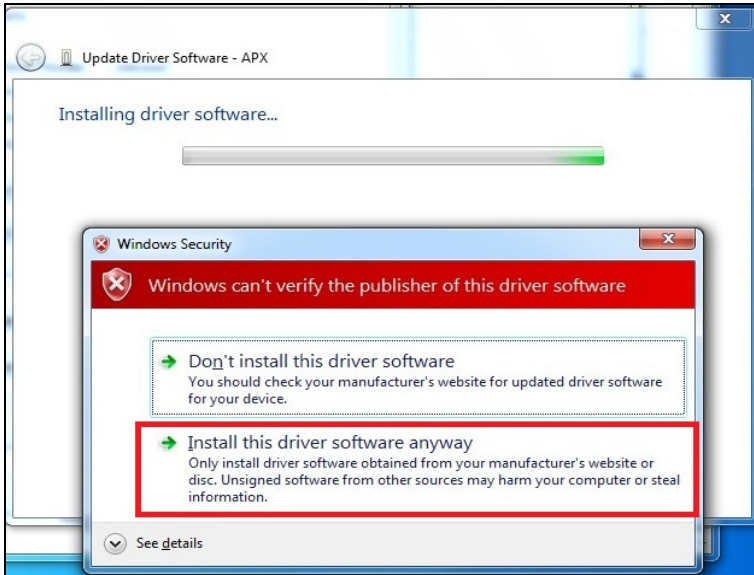 Update Driver Software - APX
Installing driver software...
Windows Security
Windows can't verify the publisher of this driver software
Don't install this driver software
You should check your manufacturer's website for updated driver software
for your device.
Install this driver software anyway
Only install driver software obtained from your manufacturer's website or
disc. Unsigned software from other sources may harm your computer or steal
information.
See details